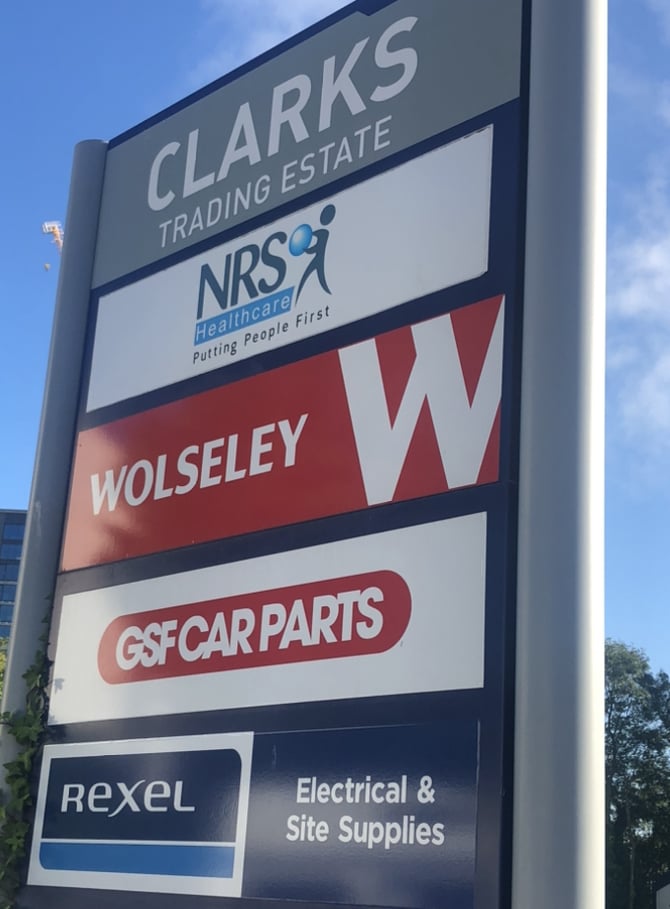 CLARKS
TRADING ESTATE
NRS
Healthcare
Putting People First
WOLSELEY
W
GSF CAR PARTS
REXEL
Electrical &
Site Supplies